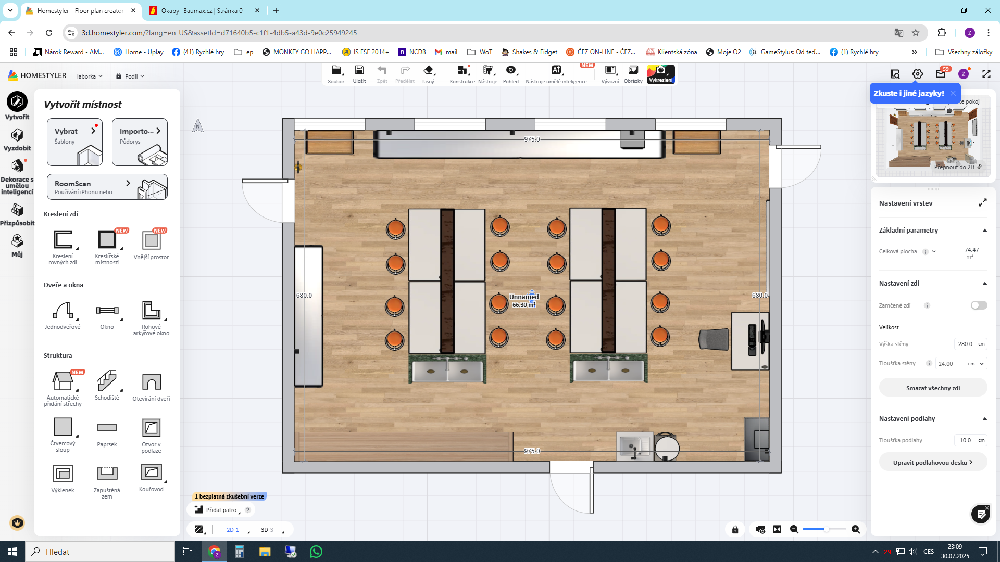 Homestyler - Floor plan creator
Okapy- Baumax.cz | Stránka 0
3d.homestyler.com/?lang=en_US&assetId=d71640b5-c1f1-4db5-a43d-9e0c25949245
Nárok Reward - AM...
Home - Uplay
(41) Rychlé hry
ep
MONKEY GO HAPP...
IS ESF 2014+
NCDB
mail
WoT
Shakes & Fidget
ČEZ ON-LINE - ČEZ...
Klientská zóna
Moje O2
GameStylus: Od teď...
(1) Rychlé hry
Všechny záložky
HOMESTYLER
laborka
Podíl
Soubor
Uložit
Zpět
Předělat
Jasný
Konstrukce
Nástroje
Pohled
Nástroje umělé inteligence
NEW
Vývozní
Obrázky
Vykreslení
59
Z
Zkuste i jiné jazyky!
te pokoj
Přepnout do 2D
Vytvořit
Vyzdobit
Dekorace s
umělou
inteligencí
Přizpůsobit
Můj
Vytvořit místnost
Vybrat
Šablony
Importo...
Půdorys
RoomScan
Používání iPhonu nebo
Kreslení zdí
Kreslení
rovných zdí
NEW
Kreslířské
místnosti
NEW
Vnější prostor
Dveře a okna
Jednodveřové
Okno
Rohové
arkýřové okno
Struktura
NEW
Automatické
přidání střechy
Schodiště
Otevírání dveří
Čtvercový
sloup
Paprsek
Otvor v
podlaze
Výklenek
Zapuštěná
zem
Kouřovod
N
975.0
680.0
Unnamed
66.30 m²
680.0
975.0
1 bezplatná zkušební verze
Přidat patro
?
2D 1
3D 3
Nastavení vrstev
Základní parametry
Celková plocha
74.47
m²
Nastavení zdi
Zamčené zdi
Velikost
Výška stěny
280.0 cm
Tloušťka stěny
24.00 cm
Smazat všechny zdi
Nastavení podlahy
Tloušťka podlahy
10.0 cm
Upravit podlahovou desku
Hledat
29
CES
23:09
30.07.2025